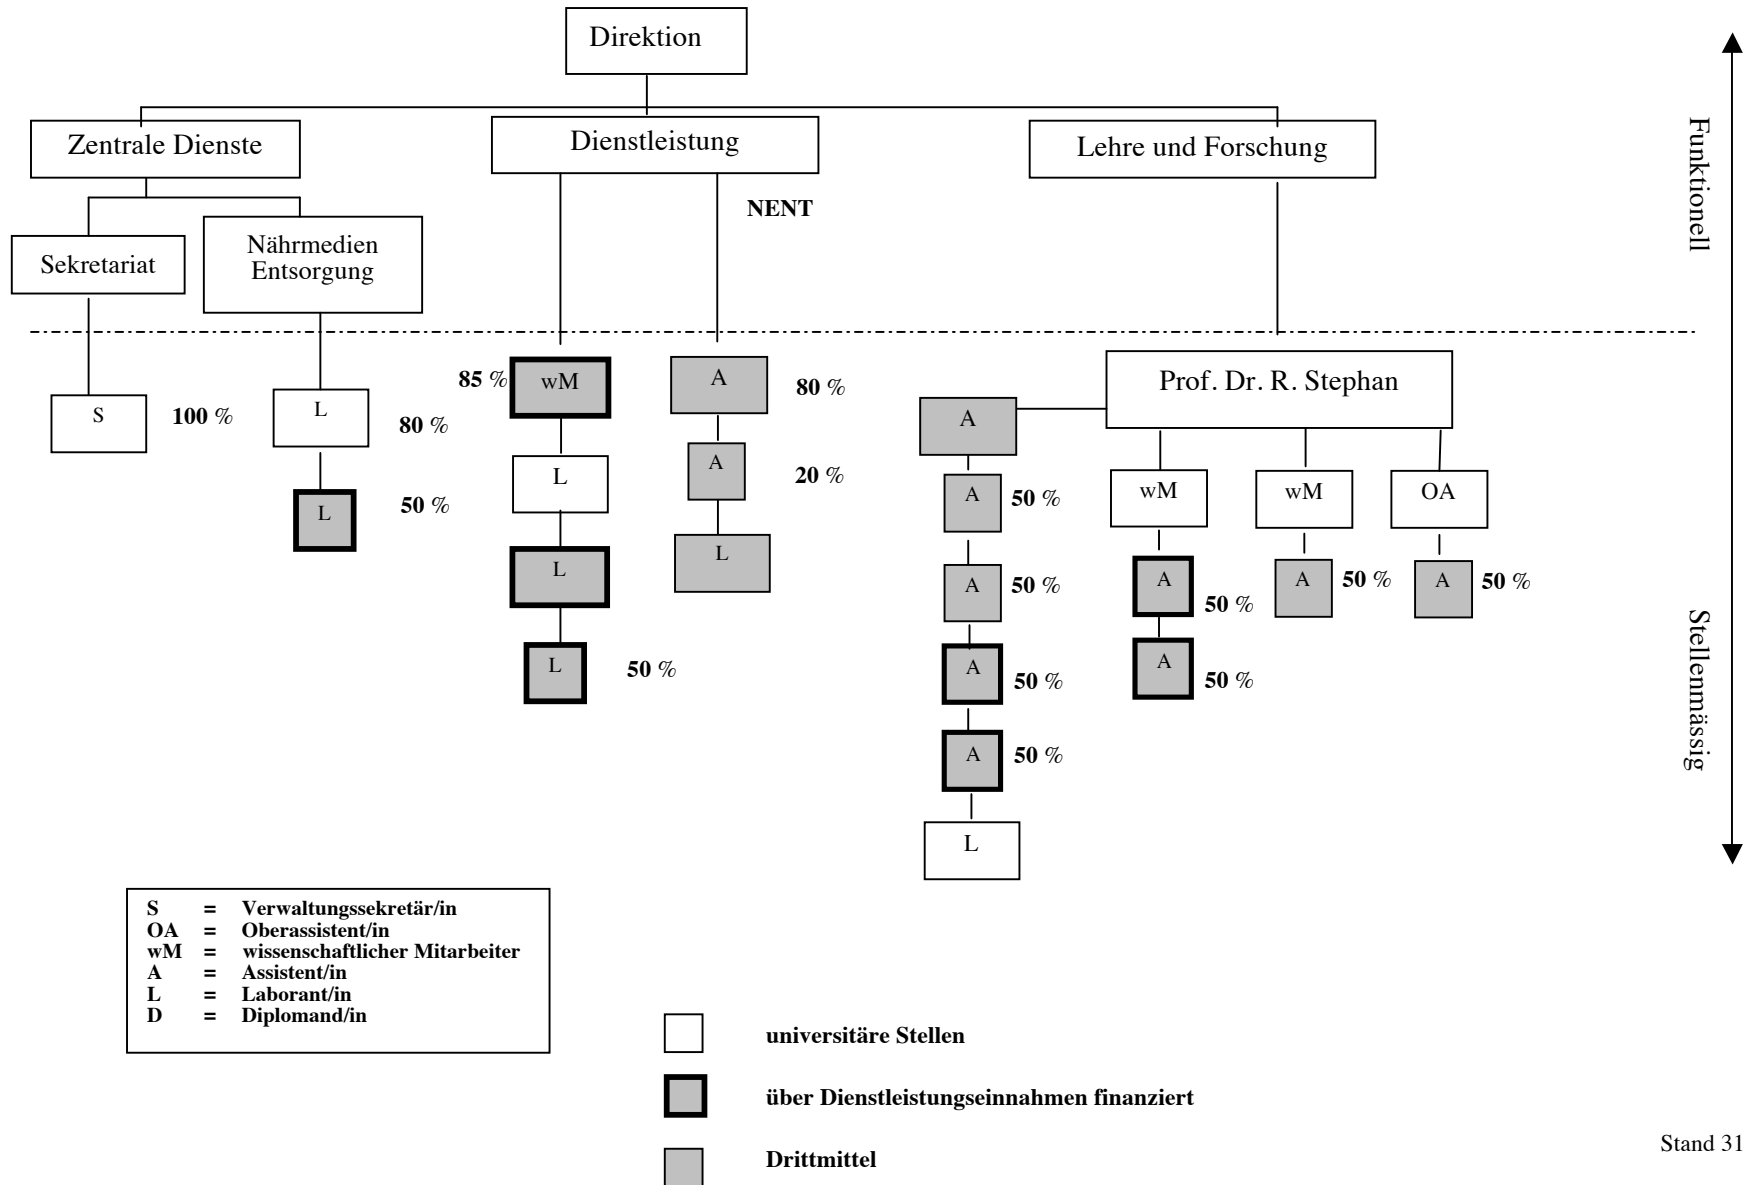 Direktion
Zentrale Dienste
Dienstleistung
Lehre und Forschung
Funktionell
NENT
Sekretariat
Nährmedien
Entsorgung
S
100 %
L
80 %
L
50 %
85 %
wM
L
L
L
50 %
A
80 %
A
20 %
L
Prof. Dr. R. Stephan
A
A
50 %
A
50 %
A
50 %
A
50 %
L
wM
A
50 %
A
50 %
wM
A
50 %
OA
A
50 %
Stellenmässig
S = Verwaltungssekretär/in
OA = Oberassistent/in
wM = wissenschaftlicher Mitarbeiter
A = Assistent/in
L = Laborant/in
D = Diplomand/in
universitäre Stellen
über Dienstleistungseinnahmen finanziert
Drittmittel
Stand 31